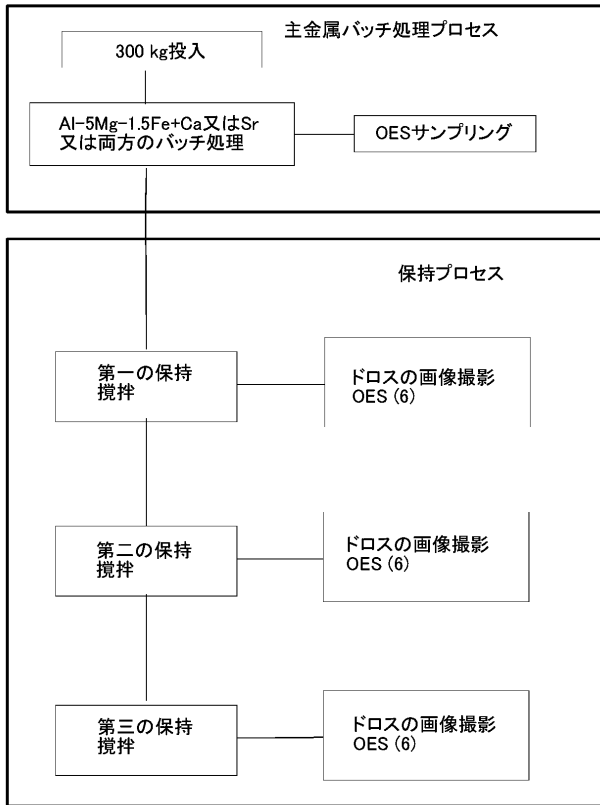 主金属バッチ処理プロセス
300 kg投入
Al-5Mg-1.5Fe+Ca又はSr
又は両方のバッチ処理
OESサンプリング
保持プロセス
第一の保持
撹拌
ドロスの画像撮影
OES (6)
第二の保持
撹拌
ドロスの画像撮影
OES (6)
第三の保持
撹拌
ドロスの画像撮影
OES (6)